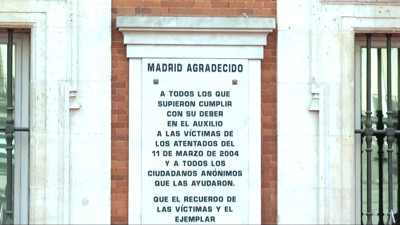 MADRID AGRADECIDO
A TODOS LOS QUE
SUPIERON CUMPLIR
CON SU DEBER
EN EL AUXILIO
A LAS VÍCTIMAS DE
LOS ATENTADOS DEL
11 DE MARZO DE 2004
Y A TODOS LOS
CIUDADANOS ANÓNIMOS
QUE LAS AYUDARON.
QUE EL RECUERDO DE
LAS VÍCTIMAS Y EL
EJEMPLAR